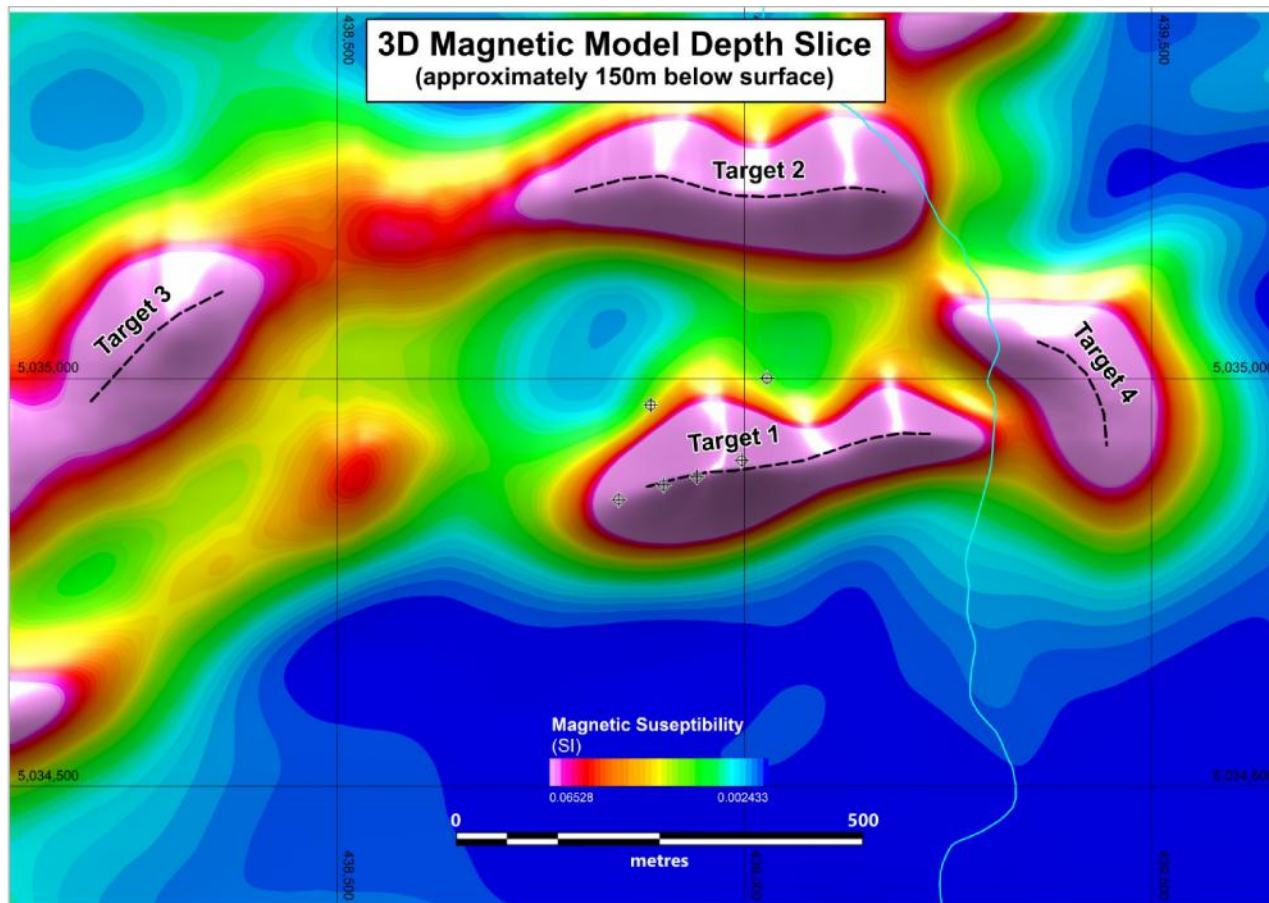 3D Magnetic Model Depth Slice
(approximately 150m below surface)
438,500
439,500
Target 2
Target 3
Target 4
5,035,000
5,035,000
Target 1
Magnetic Suseptibility
(SI)
0.06528
0.002433
5,034,500
0
500
metres
438,500